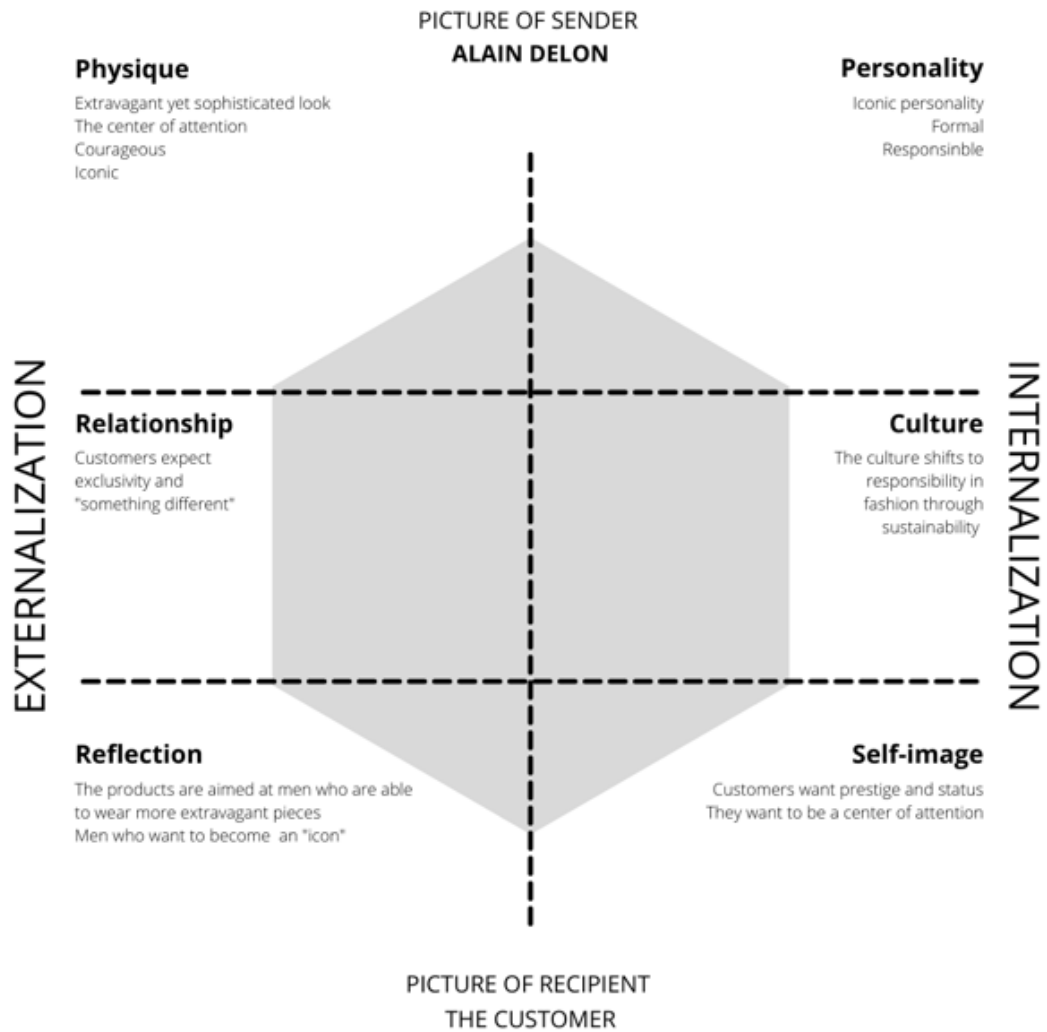 PICTURE OF SENDER
ALAIN DELON
Physique
Extravagant yet sophisticated look
The center of attention
Courageous
Iconic
Personality
Iconic personality
Formal
Responsinble
EXTERNALIZATION
INTERNALIZATION
Relationship
Customers expect
exclusivity and
"something different"
Culture
The culture shifts to
responsibility in
fashion through
sustainability
Reflection
The products are aimed at men who are able
to wear more extravagant pieces
Men who want to become an "icon"
Self-image
Customers want prestige and status
They want to be a center of attention
PICTURE OF RECIPIENT
THE CUSTOMER